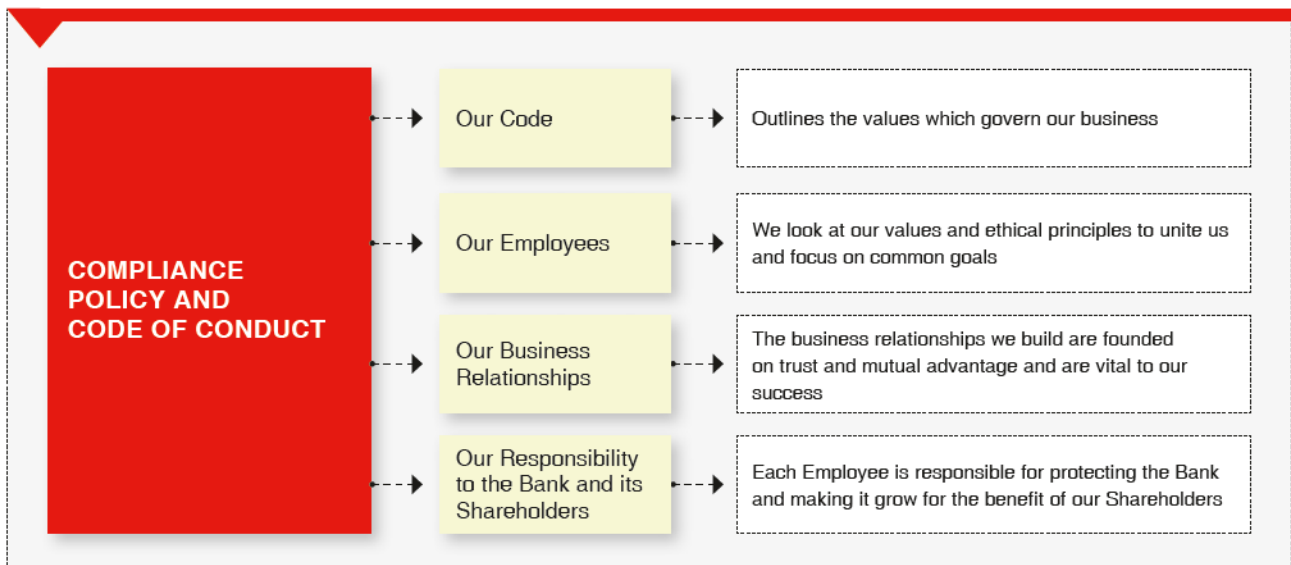 COMPLIANCE
POLICY AND
CODE OF CONDUCT
Our Code
Outlines the values which govern our business
Our Employees
We look at our values and ethical principles to unite us
and focus on common goals
Our Business
Relationships
The business relationships we build are founded
on trust and mutual advantage and are vital to our
success
Our Responsibility
to the Bank and its
Shareholders
Each Employee is responsible for protecting the Bank
and making it grow for the benefit of our Shareholders